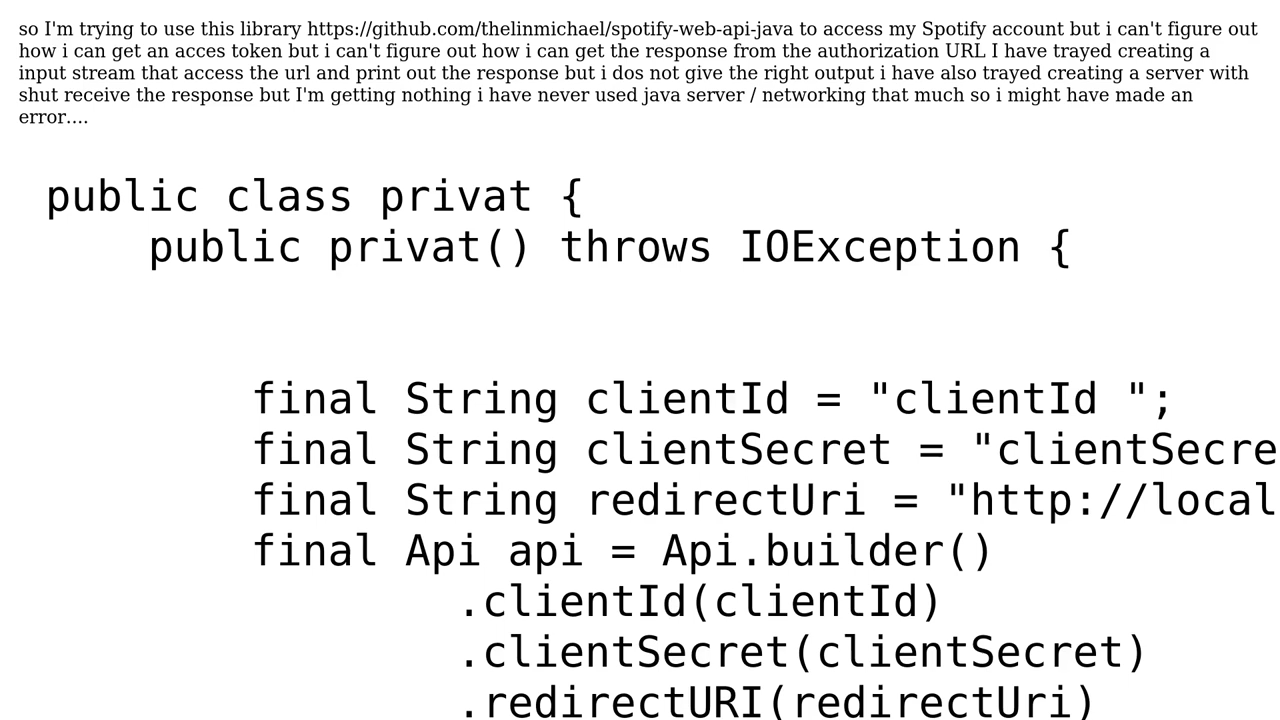 so I'm trying to use this library https://github.com/thelinmichael/spotify-web-api-java to access my Spotify account but i can't figure out
how i can get an acces token but i can't figure out how i can get the response from the authorization URL I have trayed creating a
input stream that access the url and print out the response but i dos not give the right output i have also trayed creating a server with
shut receive the response but I'm getting nothing i have never used java server / networking that much so i might have made an
error....
public class privat {
public privat() throws IOException {
final String clientId = "clientId ";
final String clientSecret = "clientSecre
final String redirectUri = "http://local
final Api api = Api.builder()
.clientId(clientId)
.clientSecret(clientSecret)
.redirectURI(redirectUri)